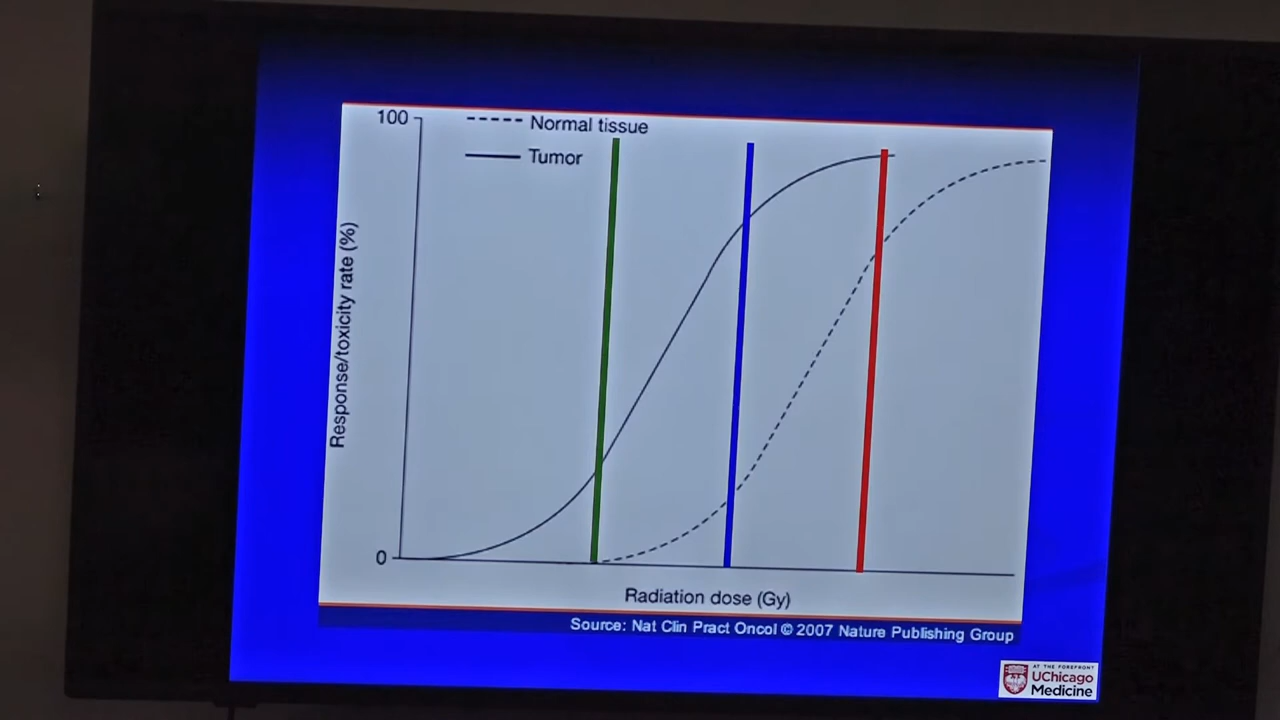 100
Normal tissue
Tumor
Response/toxicity rate (%)
0
Radiation dose (Gy)
Source: Nat Clin Pract Oncol © 2007 Nature Publishing Group
AT THE FOREFRONT
UChicago
Medicine